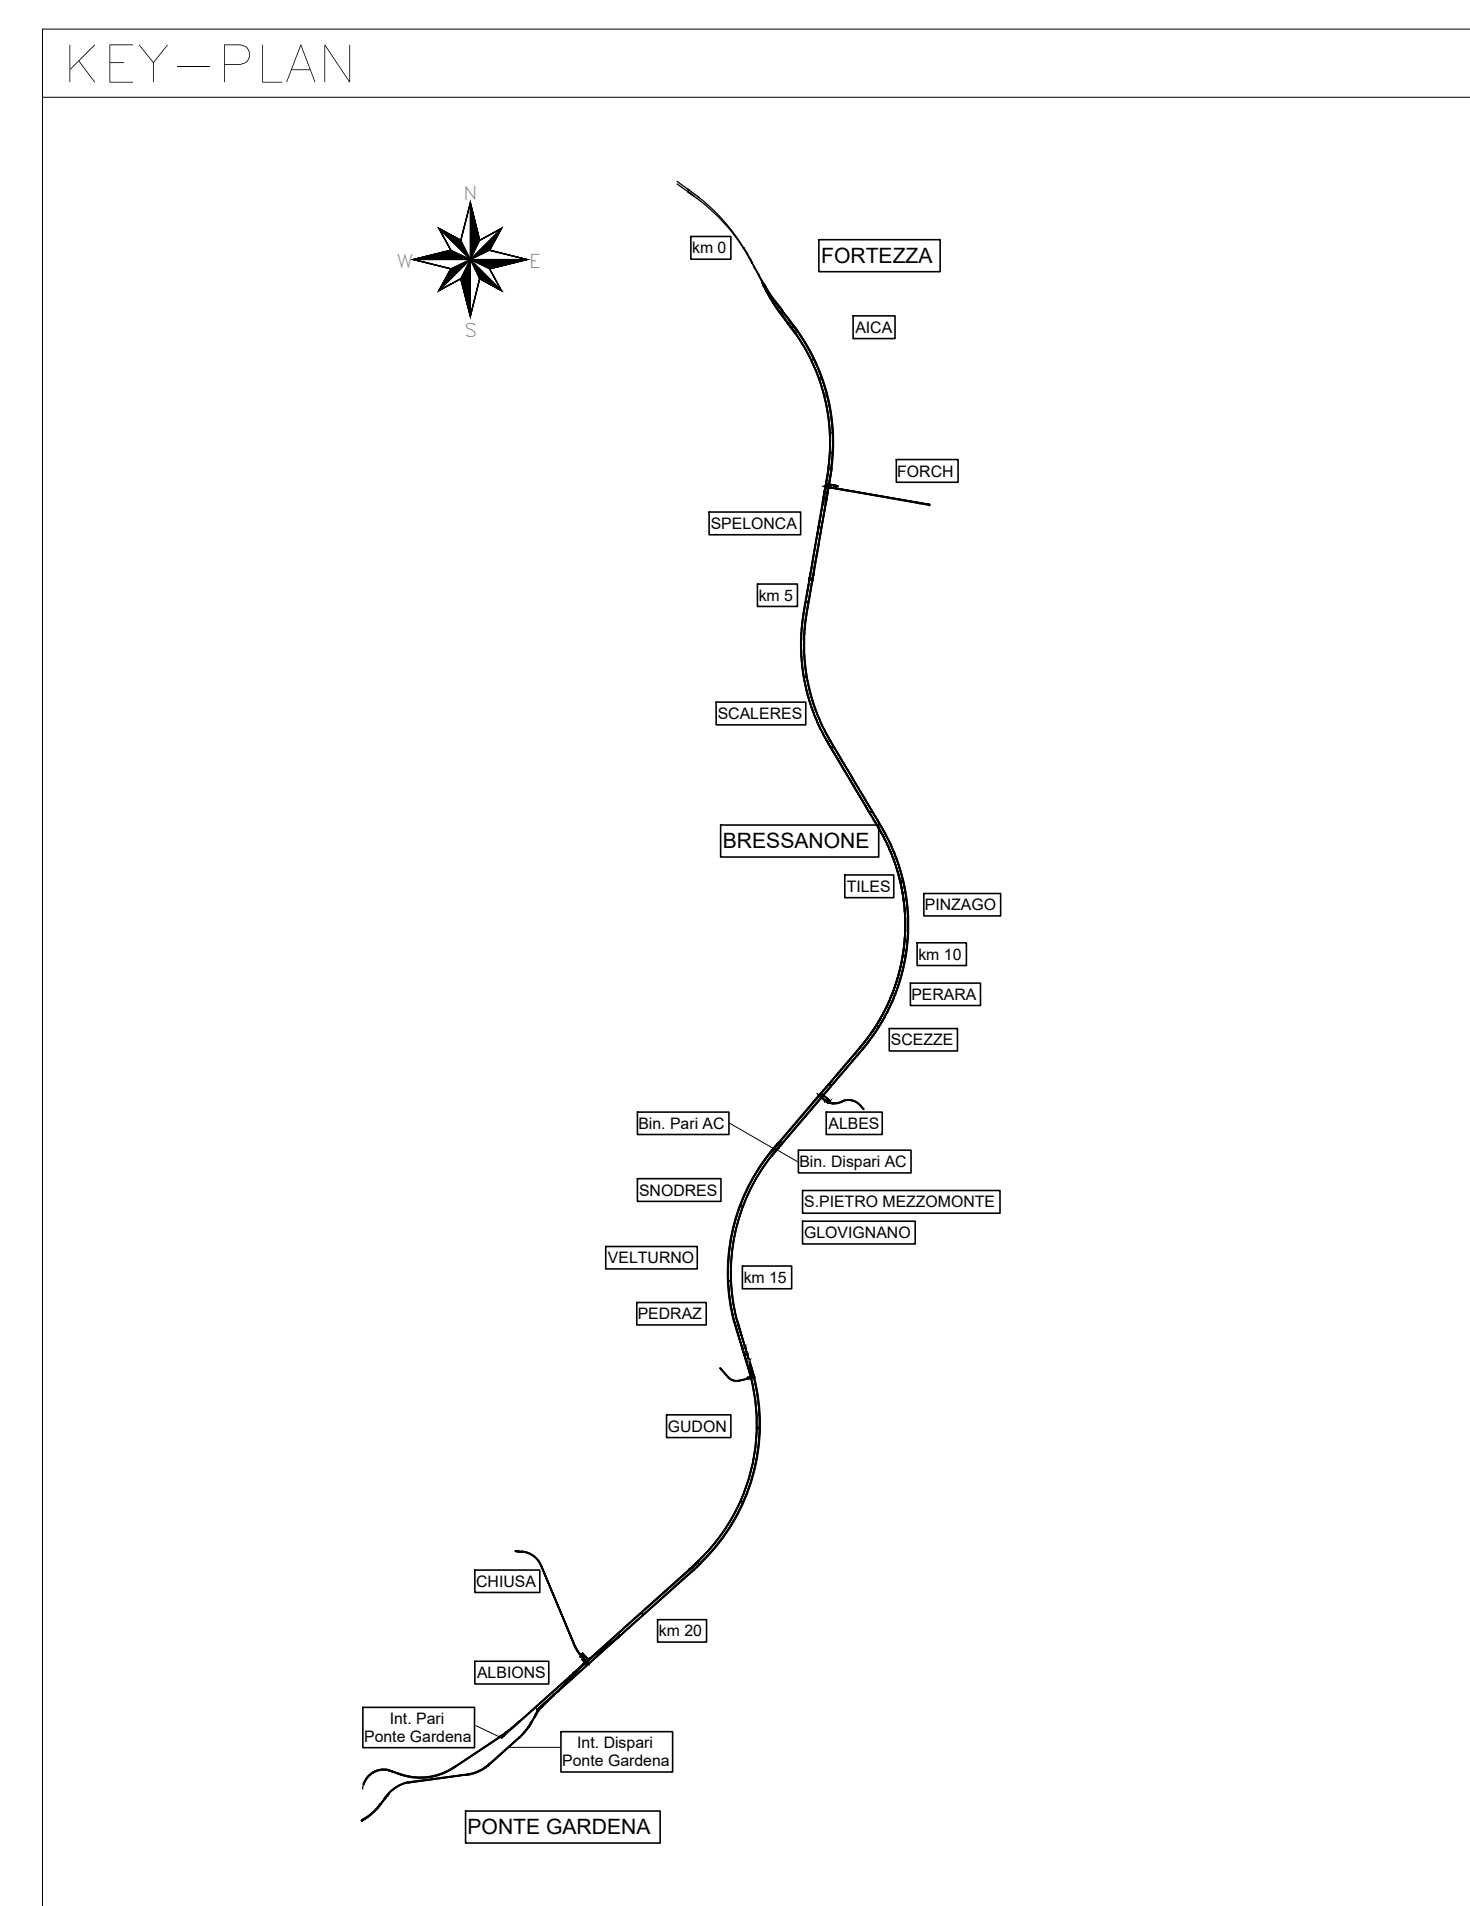 KEY-PLAN
N
W
E
S
km 0
FORTEZZA
AICA
FORCH
SPELONCA
km 5
SCALERES
BRESSANONE
TILES
PINZAGO
km 10
PERARA
SCEZZE
Bin. Pari AC
ALBES
Bin. Dispari AC
SNODRES
S.PIETRO MEZZOMONTE
GLOVIGNANO
VELTURNO
km 15
PEDRAZ
GUDON
CHIUSA
km 20
ALBIONS
Int. Pari
Ponte Gardena
Int. Dispari
Ponte Gardena
PONTE GARDENA